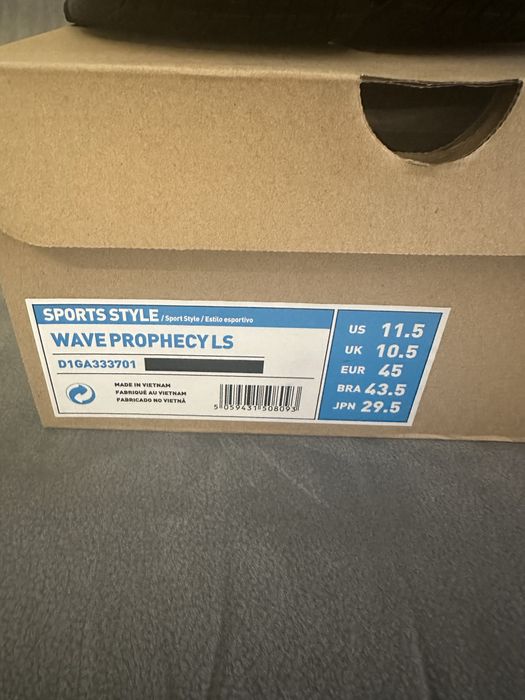 SPORTS STYLE / Sport Style / Estilo esportivo
WAVE PROPHECY LS
D1GA333701
MADE IN VIETNAM
FABRIQUÉ AU VIETNAM
FABRICADO NO VIETNÃ
5 059431 508093
US 11.5
UK 10.5
EUR 45
BRA 43.5
JPN 29.5